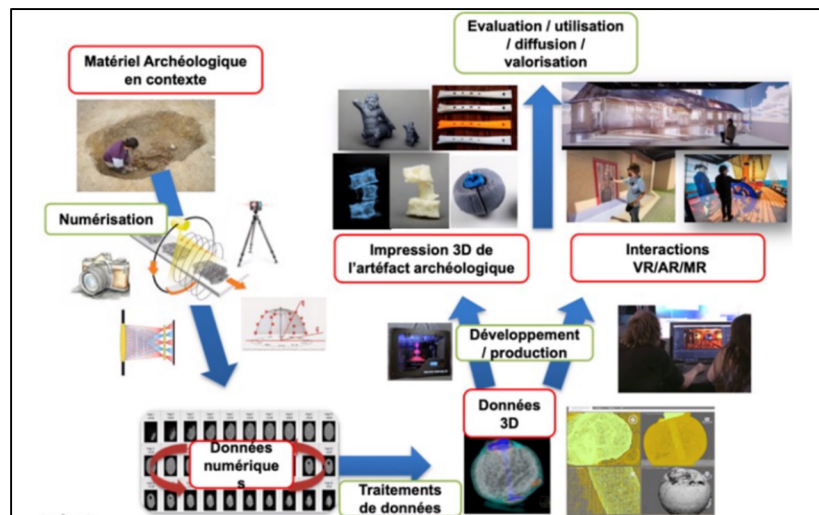 Matériel Archéologique
en contexte
Numérisation
Données
numérique
s
Traitements
de données
Données
3D
Développement
/ production
Impression 3D de
l'artéfact archéologique
Interactions
VR/AR/MR
Evaluation / utilisation
/ diffusion /
valorisation